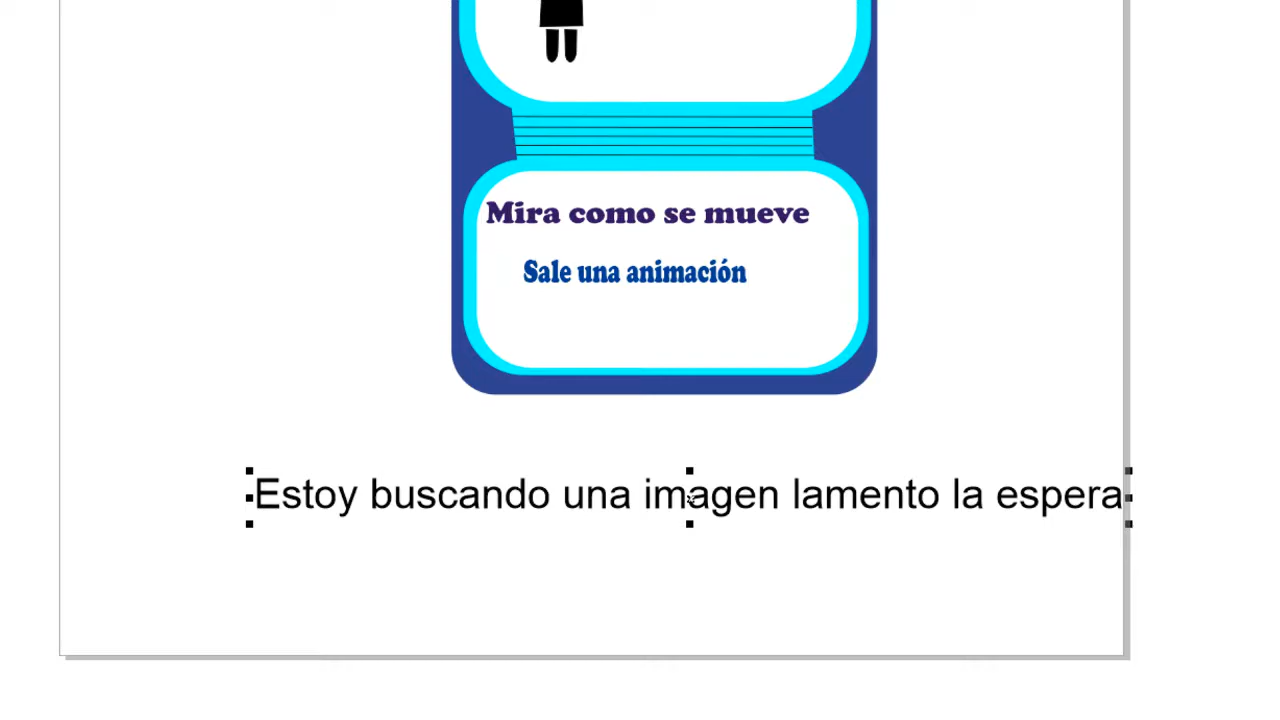 Mira como se mueve
Sale una animación
Estoy buscando una imagen lamento la espera